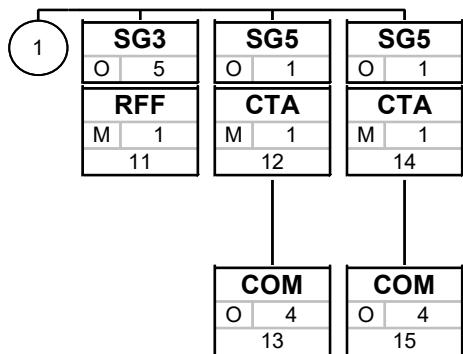 1
SG3 SG5 SG5
O 5 O 1 O 1
RFF CTA CTA
M 1 M 1 M 1
11 12 14
COM COM
O 4 O 4
13 15